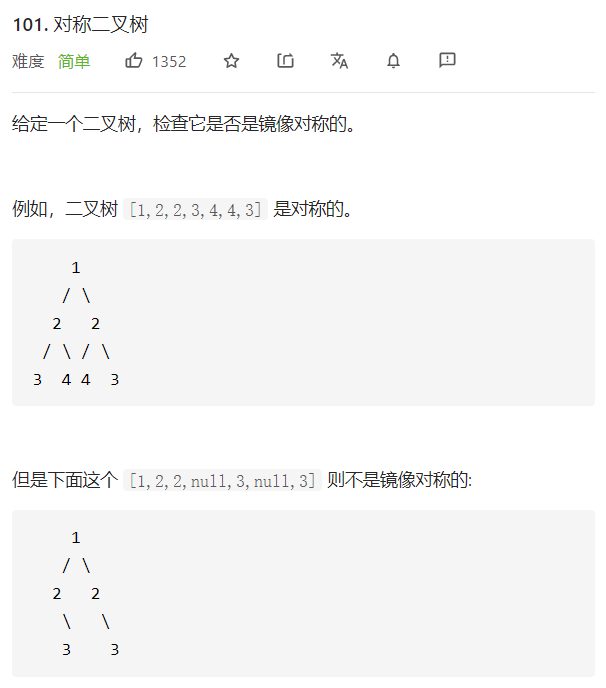 101. 对称二叉树
难度 简单 1352
给定一个二叉树，检查它是否是镜像对称的。
例如，二叉树 [1,2,2,3,4,4,3] 是对称的。
1
/ \
2 2
/ \ / \
3 4 4 3
但是下面这个 [1,2,2,null,3,null,3] 则不是镜像对称的:
1
/ \
2 2
\ \
3 3